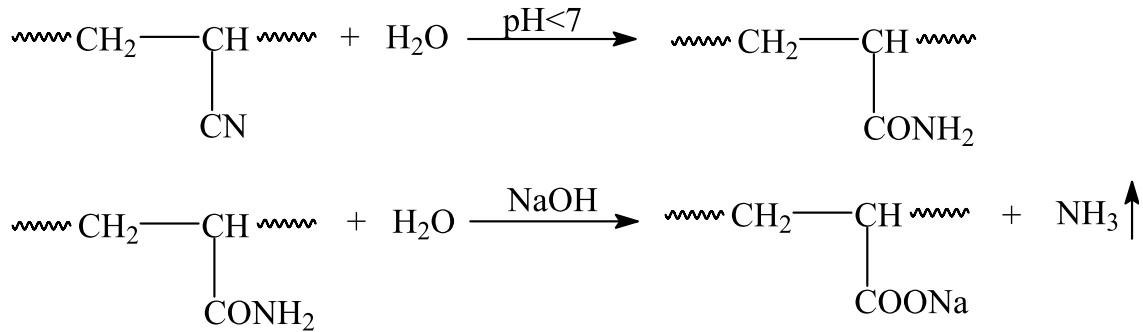 CH₂ CH + H₂O pH<7 CH₂ CH
CN CONH₂
CH₂ CH + H₂O NaOH CH₂ CH + NH₃
CONH₂ COONa